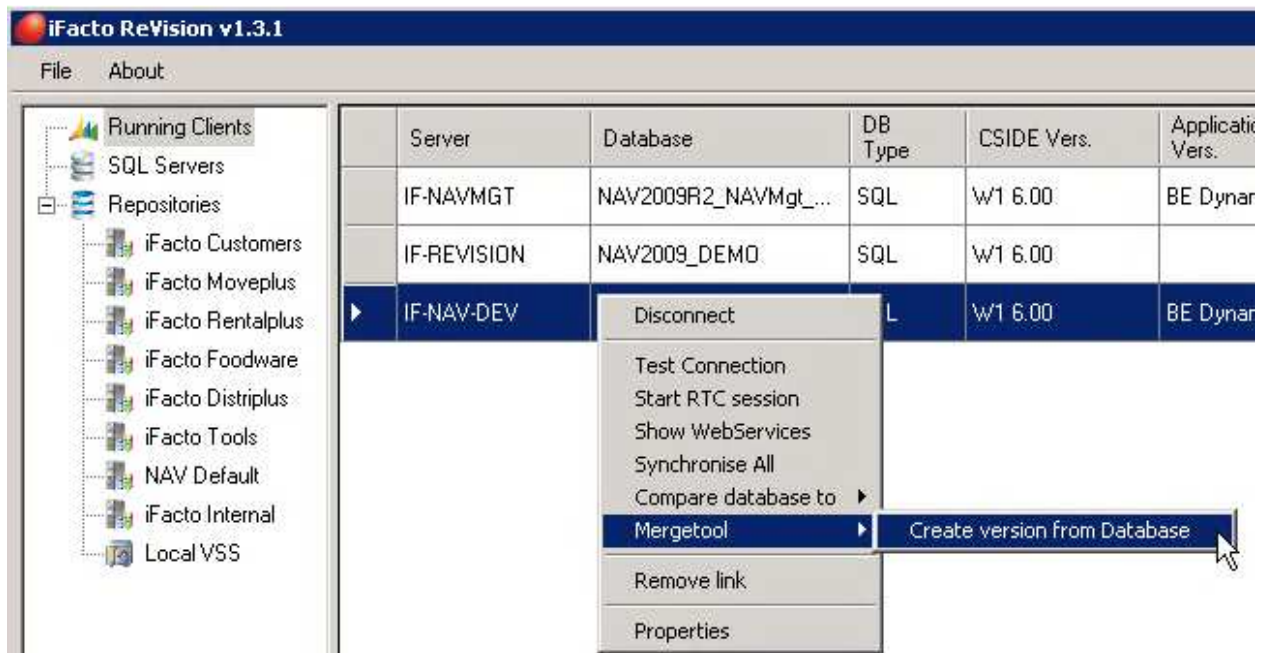 iFacto ReVision v1.3.1
File About
Running Clients
SQL Servers
Repositories
iFacto Customers
iFacto Moveplus
iFacto Rentalplus
iFacto Foodware
iFacto Distriplus
iFacto Tools
NAV Default
iFacto Internal
Local VSS
Server Database DB Type CSIDE Vers. Applicatio Vers.
IF-NAVMGT NAV2009R2_NAVMgt_... SQL W1 6.00 BE Dynar
IF-REVISION NAV2009_DEMO SQL W1 6.00
IF-NAV-DEV L W1 6.00 BE Dynar
Disconnect
Test Connection
Start RTC session
Show WebServices
Synchronise All
Compare database to
Mergetool
Create version from Database
Remove link
Properties